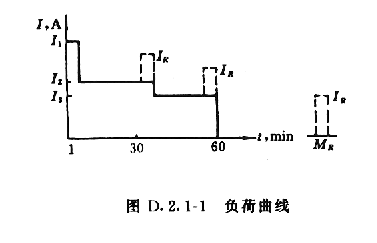 I, A
I₁
I_K
I₂
I_R
I₃
I_R
1
30
60
t, min
M_R
图 D.2.1-1 负荷曲线